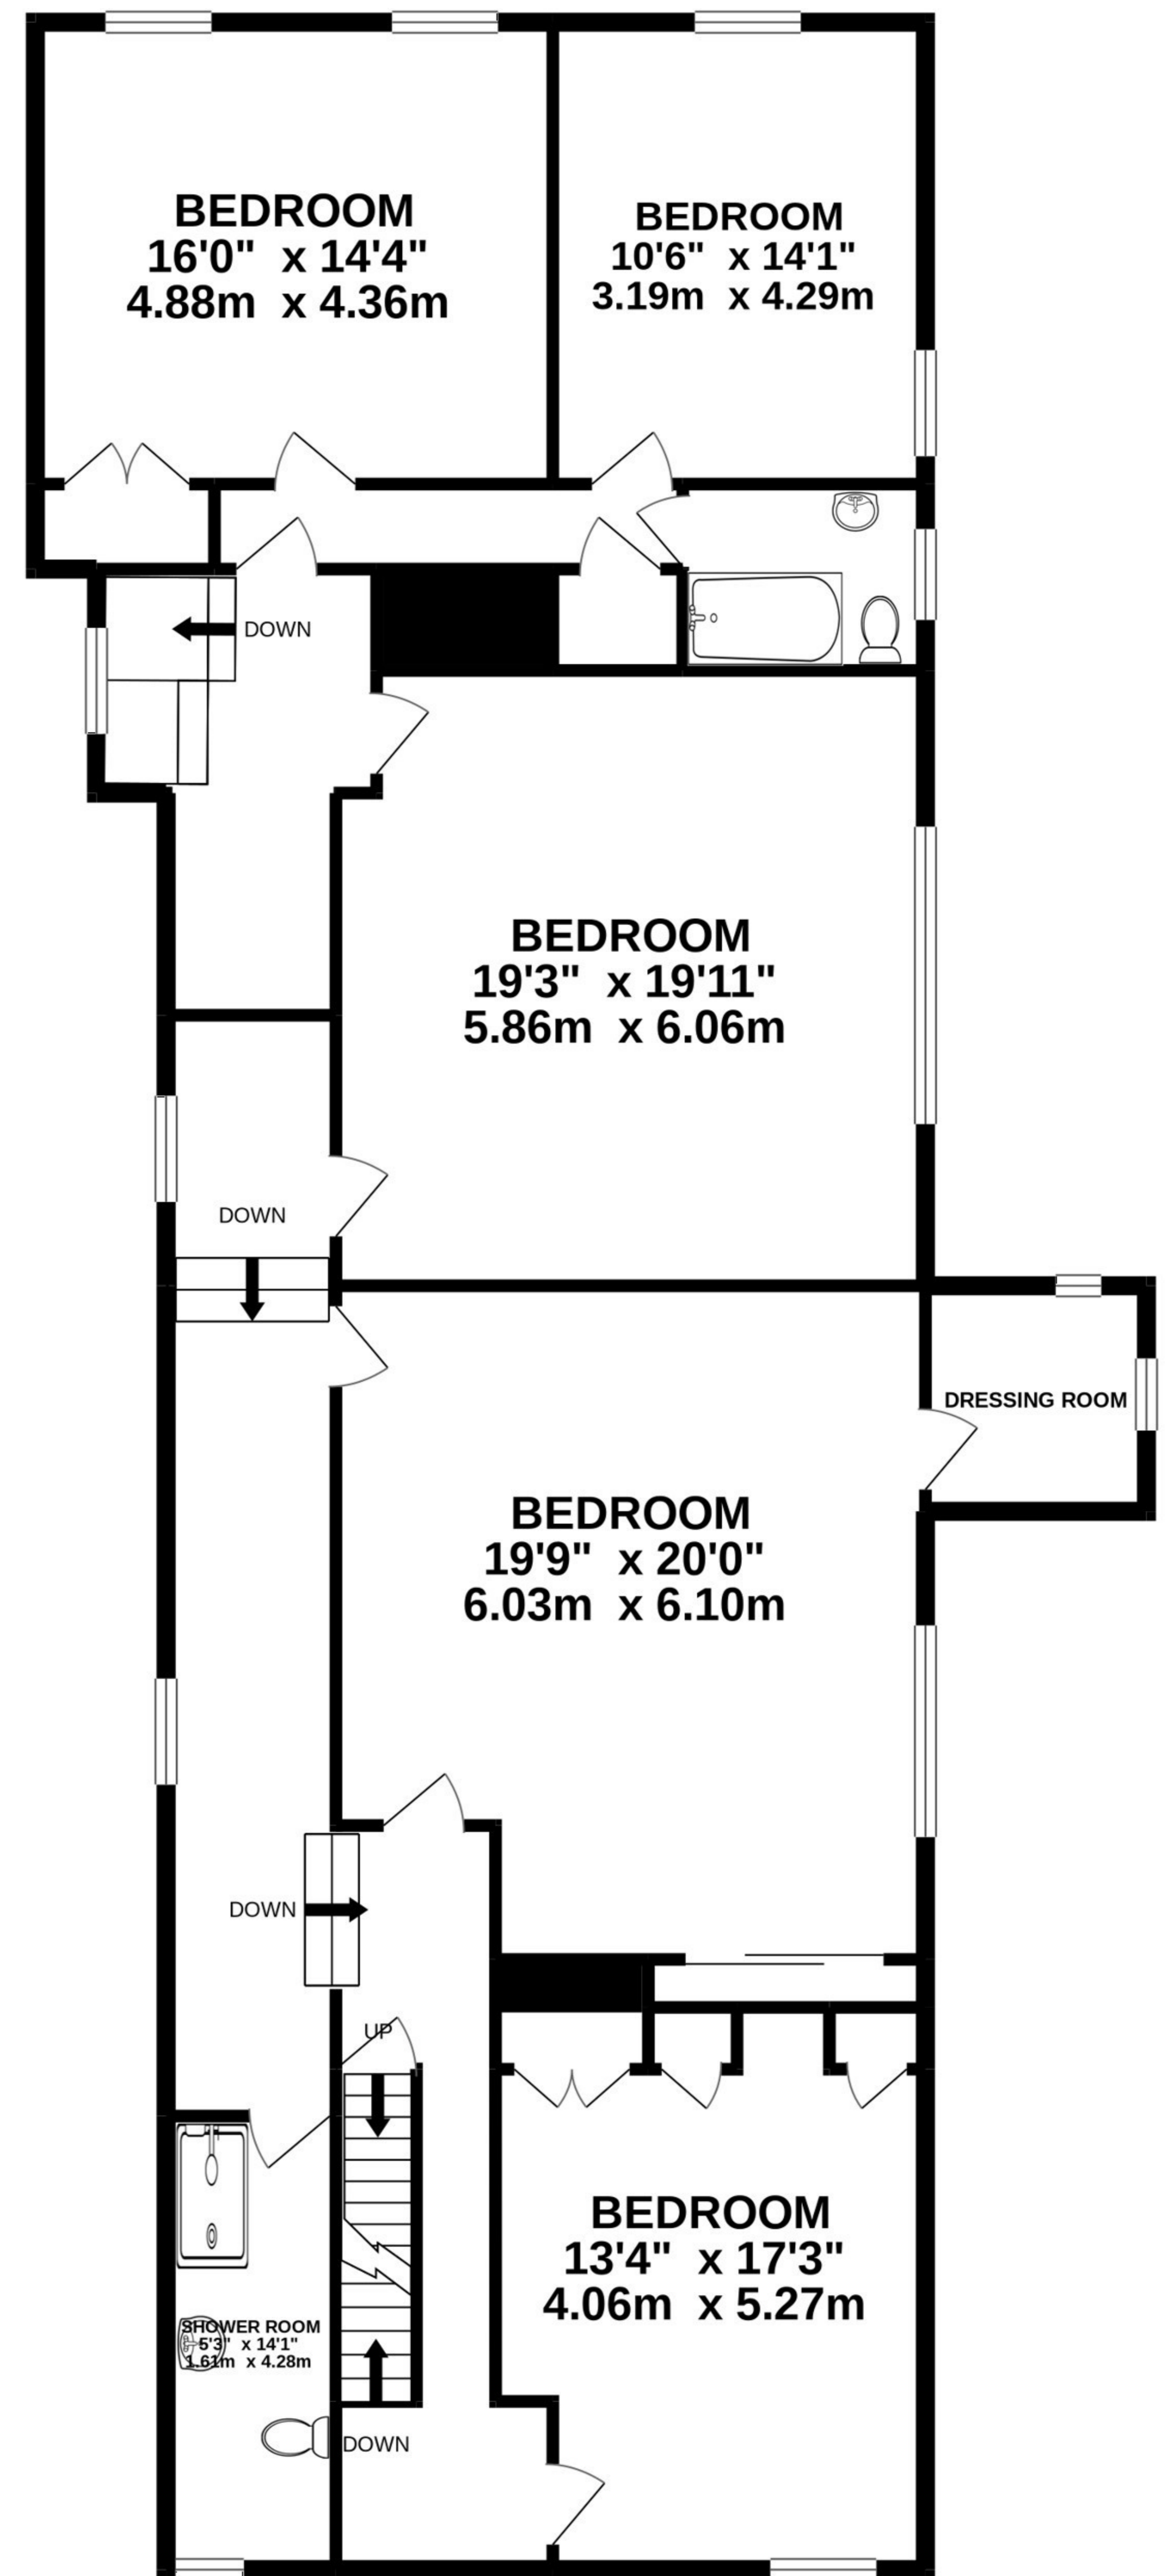 BEDROOM
16'0" x 14'4"
4.88m x 4.36m
BEDROOM
10'6" x 14'1"
3.19m x 4.29m
DOWN
BEDROOM
19'3" x 19'11"
5.86m x 6.06m
DOWN
DRESSING ROOM
BEDROOM
19'9" x 20'0"
6.03m x 6.10m
DOWN
UP
BEDROOM
13'4" x 17'3"
4.06m x 5.27m
SHOWER ROOM
5'3" x 14'1"
1.61m x 4.28m
DOWN